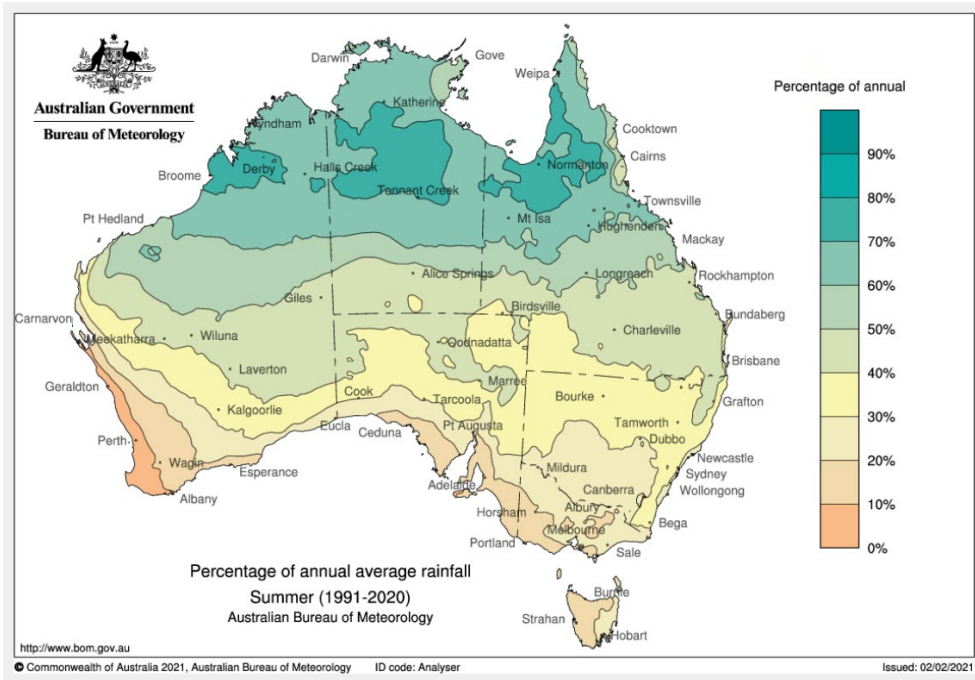 Australian Government
Bureau of Meteorology
Darwin
Gove
Weipa
Katherine
Wyndham
Cooktown
Cairns
Normanton
Broome
Derby
Halls Creek
Tennant Creek
Townsville
Pt Hedland
Mt Isa
Hughenden
Mackay
Alice Springs
Longreach
Rockhampton
Giles
Birdsville
Bundaberg
Carnarvon
Meekatharra
Wiluna
Oodnadatta
Charleville
Brisbane
Laverton
Marree
Geraldton
Cook
Tarcoola
Bourke
Grafton
Kalgoorlie
Eucla
Ceduna
Pt Augusta
Tamworth
Dubbo
Perth
Wagin
Esperance
Newcastle
Mildura
Sydney
Adelaide
Canberra
Wollongong
Albany
Horsham
Albury
Bega
Melbourne
Portland
Sale
Burnie
Strahan
Hobart
Percentage of annual
90%
80%
70%
60%
50%
40%
30%
20%
10%
0%
Percentage of annual average rainfall
Summer (1991-2020)
Australian Bureau of Meteorology
http://www.bom.gov.au
© Commonwealth of Australia 2021, Australian Bureau of Meteorology ID code: Analyser Issued: 02/02/2021